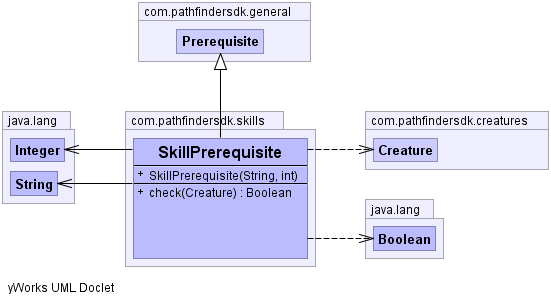 com.pathfindersdk.general
Prerequisite
java.lang
Integer
String
com.pathfindersdk.skills
SkillPrerequisite
+ SkillPrerequisite(String, int)
+ check(Creature) : Boolean
com.pathfindersdk.creatures
Creature
java.lang
Boolean
yWorks UML Doclet